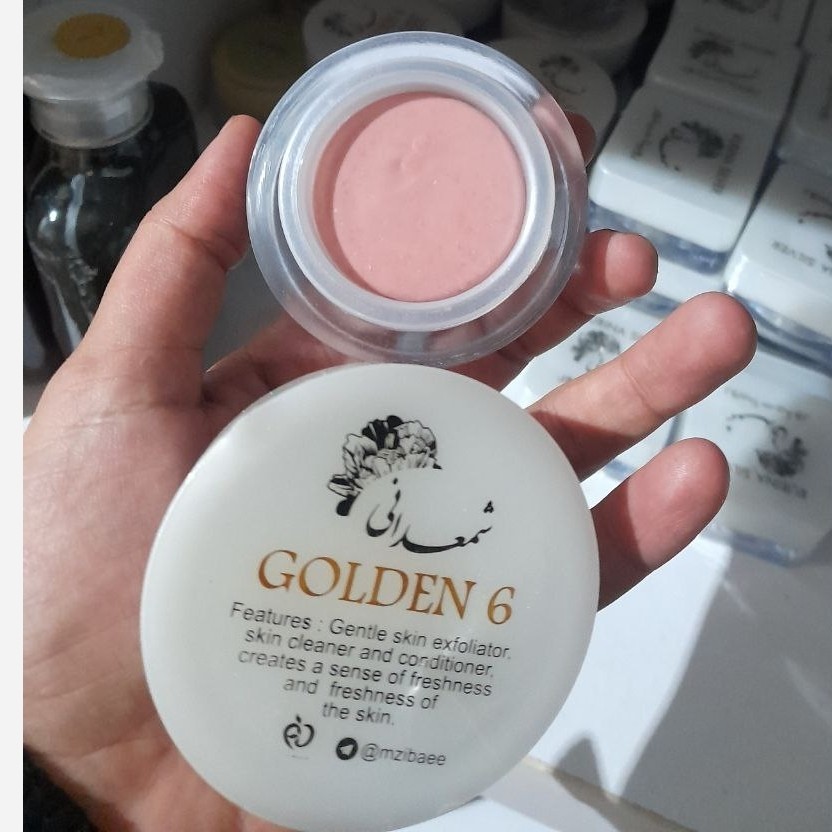 شمعدانی
GOLDEN 6
Features : Gentle skin exfoliator.
skin cleaner and conditioner.
creates a sense of freshness
and freshness of
the skin.
@mzibaee